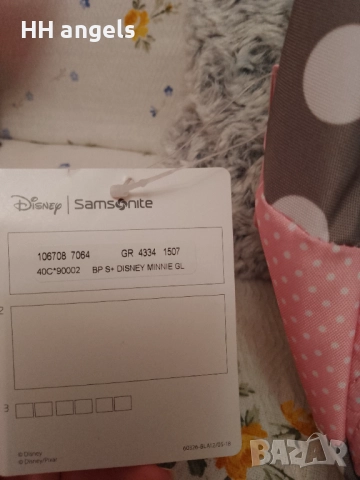 HH angels
Disney | Samsonite
106708 7064 GR 4334 1507
40C*90002 BP S+ DISNEY MINNIE GL
2
3
© Disney
© Disney/Pixar
BAZAR
bg